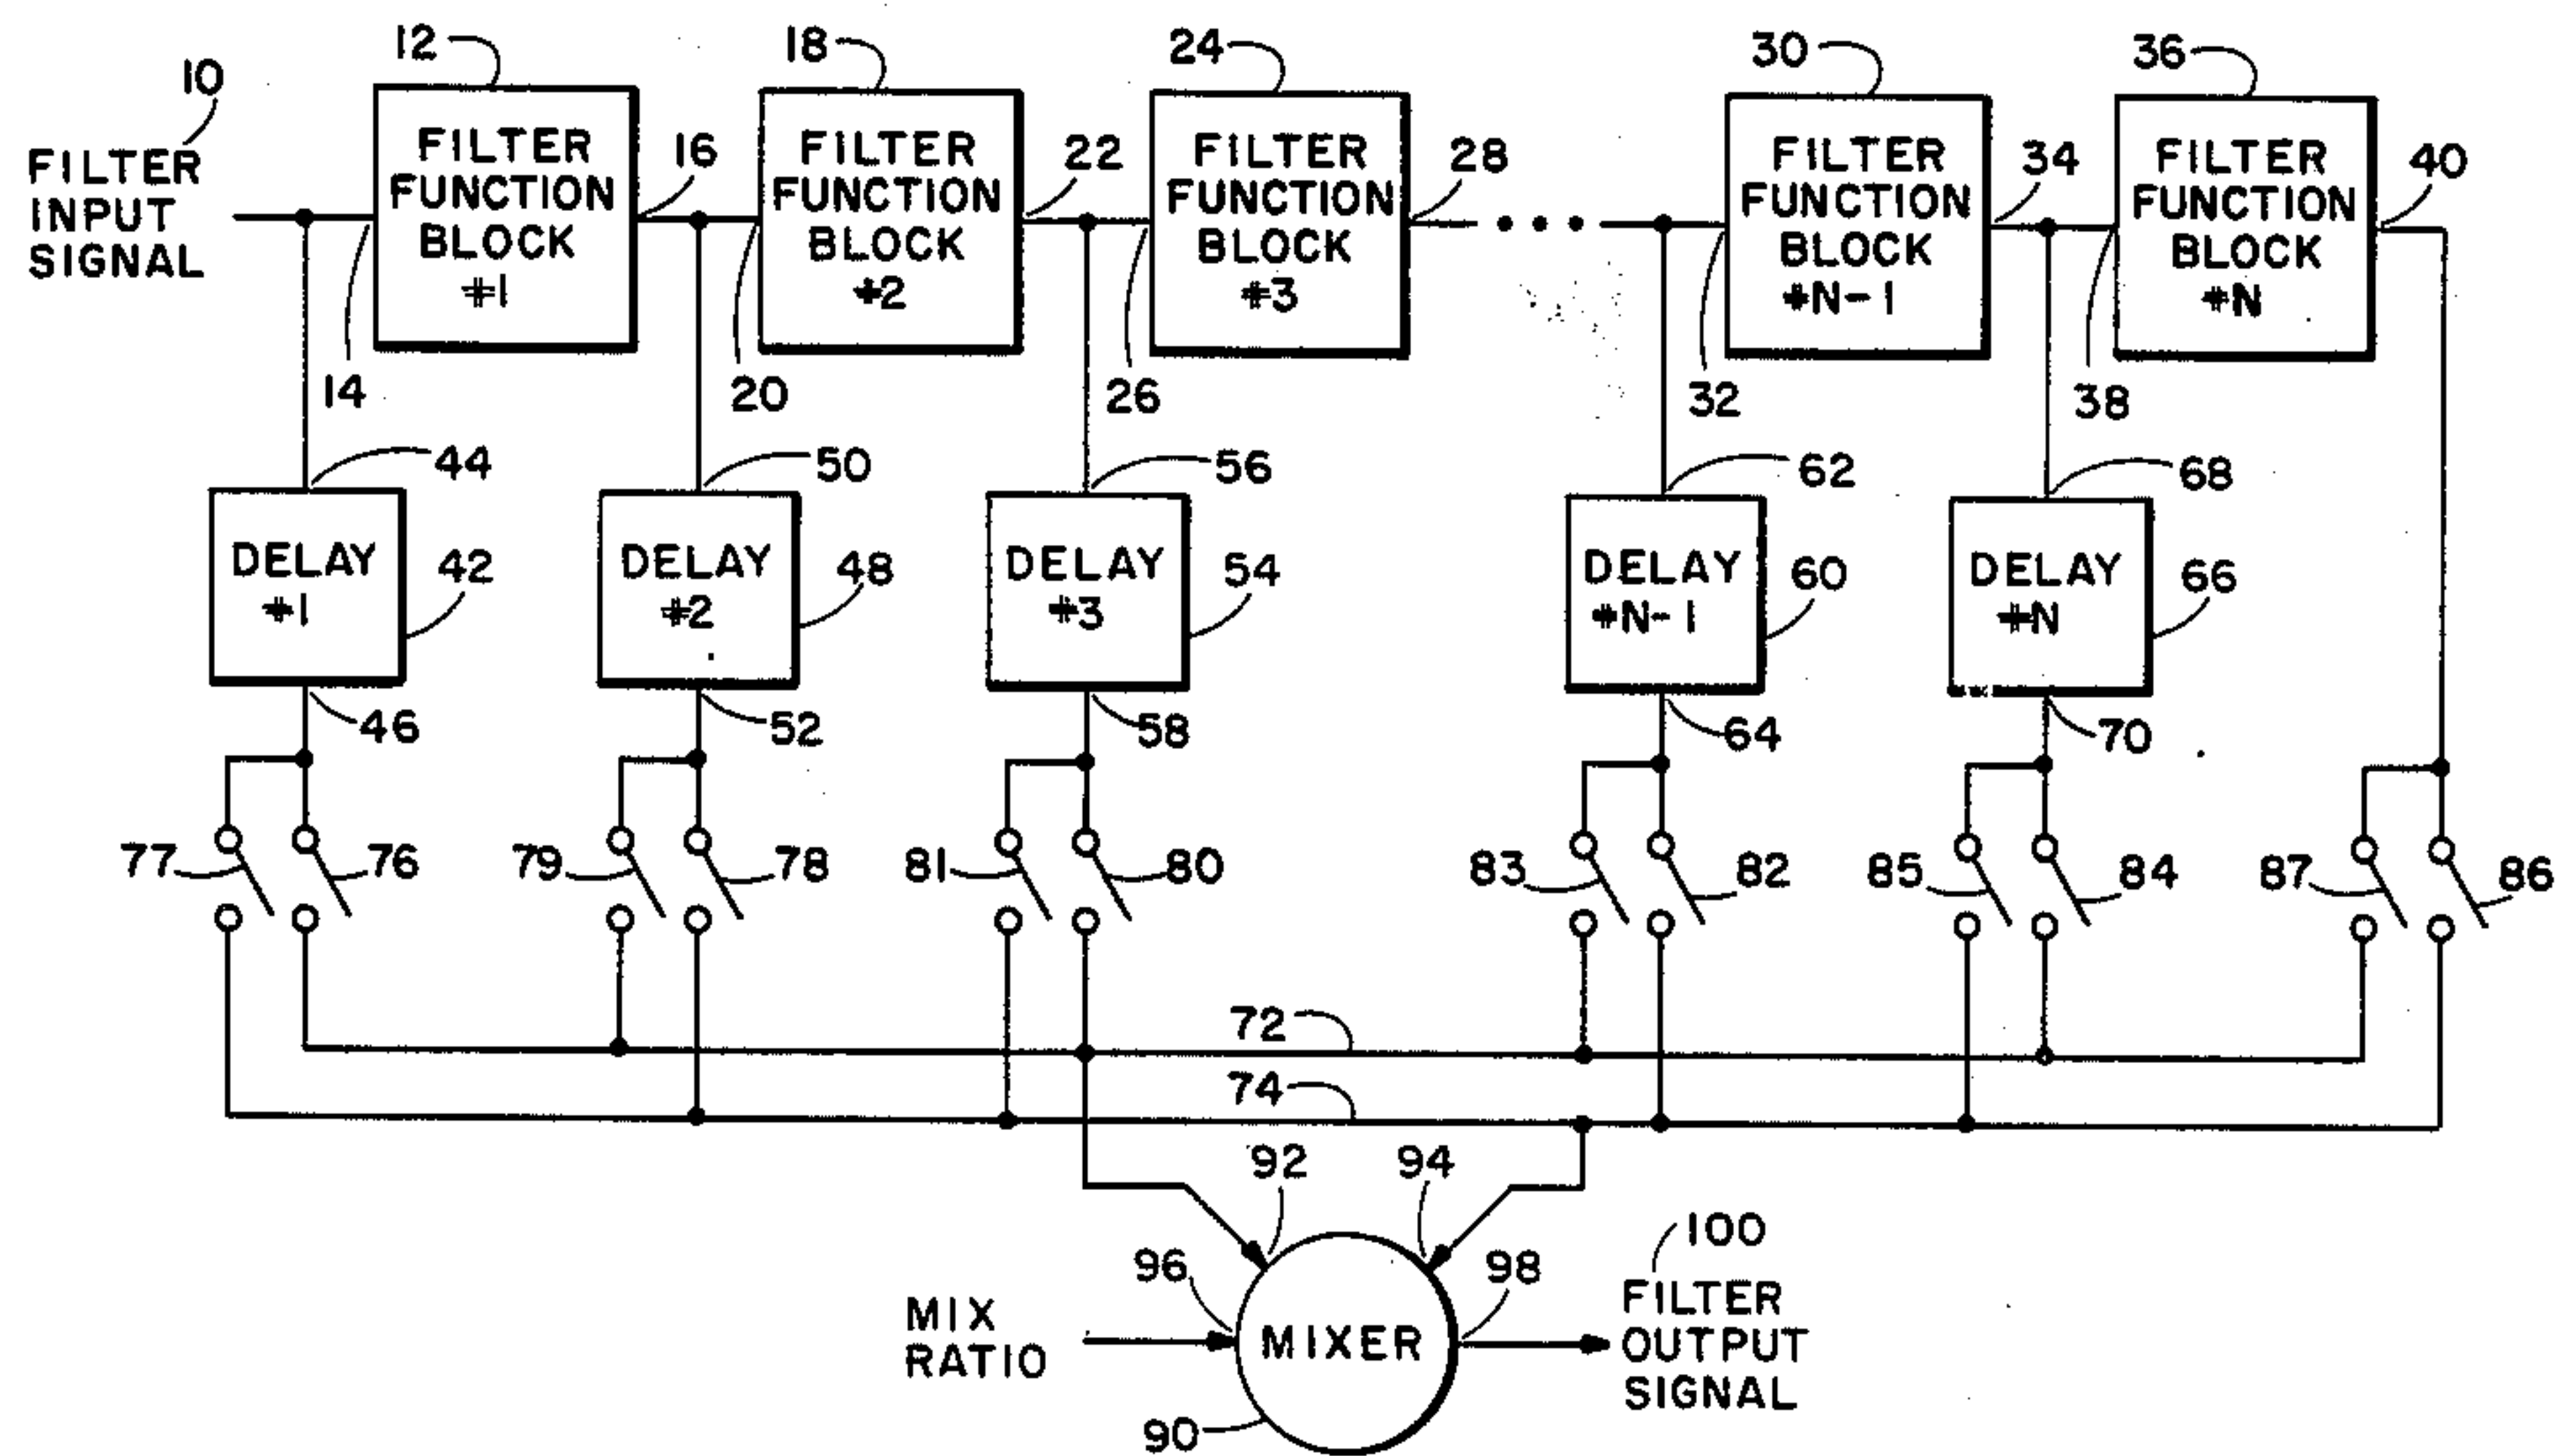 12
18
24
30
36
10
FILTER
INPUT
SIGNAL
FILTER
FUNCTION
BLOCK
#1
16
FILTER
FUNCTION
BLOCK
#2
22
FILTER
FUNCTION
BLOCK
#3
28
FILTER
FUNCTION
BLOCK
#N-1
34
FILTER
FUNCTION
BLOCK
#N
40
14
20
26
32
38
44
50
56
62
68
DELAY
#1
42
DELAY
#2
48
DELAY
#3
54
DELAY
#N-1
60
DELAY
#N
66
46
52
58
64
70
77
76
79
78
81
80
83
82
85
84
87
86
72
74
92
94
96
98
100
MIX
RATIO
MIXER
FILTER
OUTPUT
SIGNAL
90